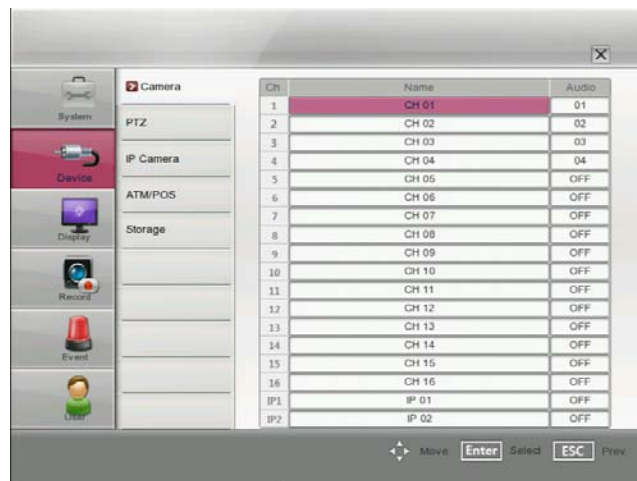 System
Device
Display
Record
Event
User
Camera
PTZ
IP Camera
ATM/POS
Storage
Ch Name Audio
1 CH 01 01
2 CH 02 02
3 CH 03 03
4 CH 04 04
5 CH 05 OFF
6 CH 06 OFF
7 CH 07 OFF
8 CH 08 OFF
9 CH 09 OFF
10 CH 10 OFF
11 CH 11 OFF
12 CH 12 OFF
13 CH 13 OFF
14 CH 14 OFF
15 CH 15 OFF
16 CH 16 OFF
IP1 IP 01 OFF
IP2 IP 02 OFF
Move Enter Select ESC Prev